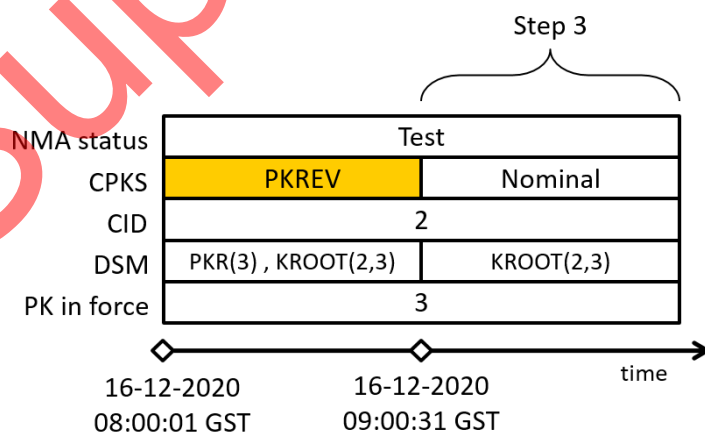 Step 3
NMA status Test
CPKS PKREV Nominal
CID 2
DSM PKR(3) , KROOT(2,3) KROOT(2,3)
PK in force 3
time
16-12-2020 16-12-2020
08:00:01 GST 09:00:31 GST
Sup